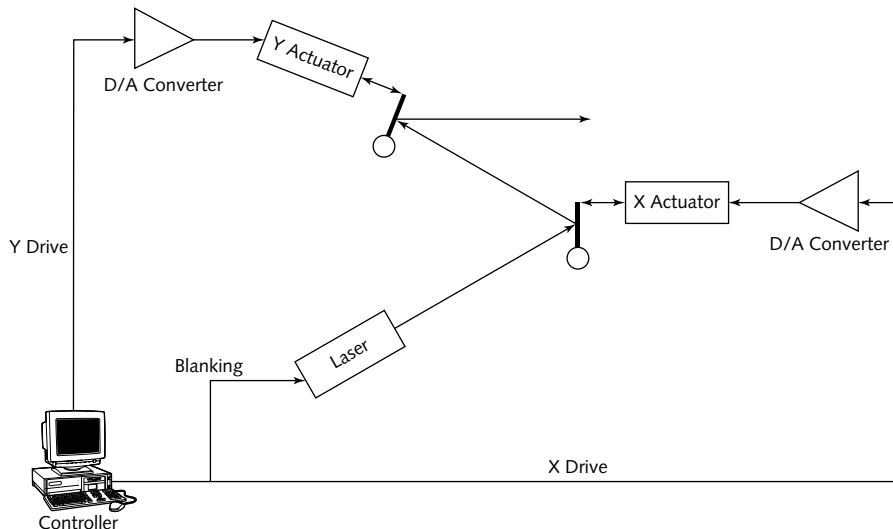 Y Actuator
D/A Converter
X Actuator
Y Drive
D/A Converter
Laser
Blanking
X Drive
Controller